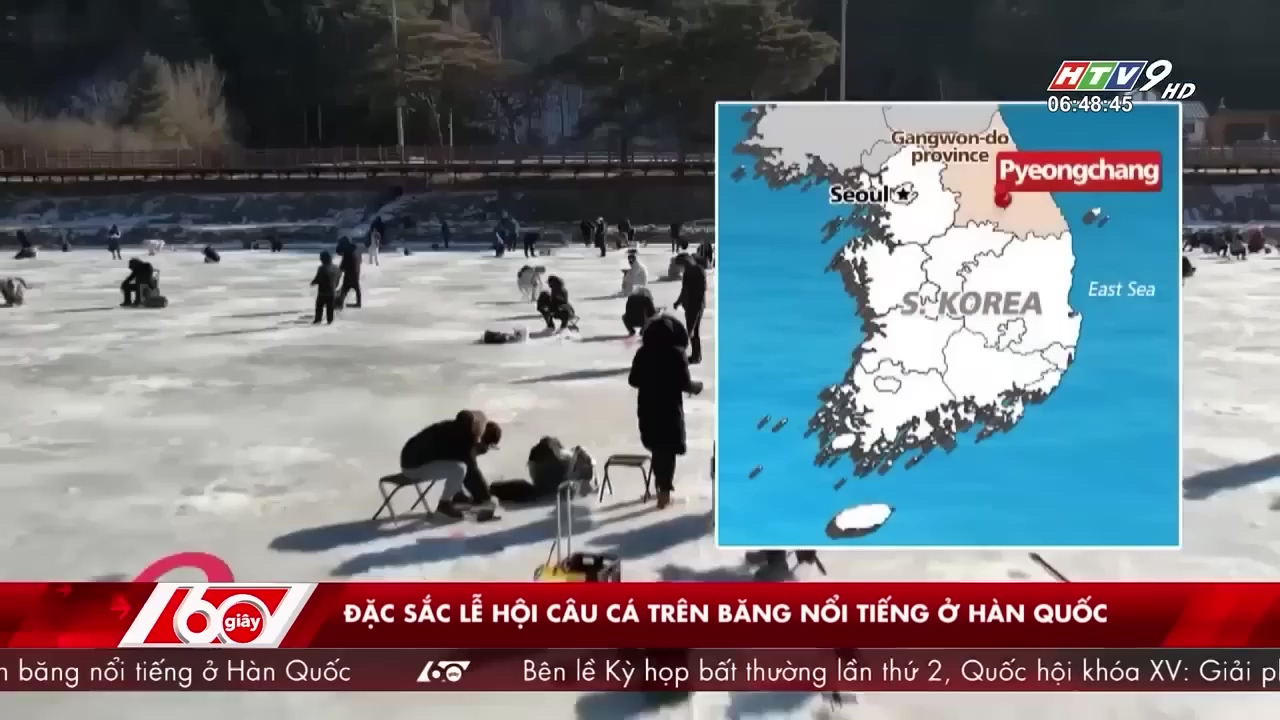 HTV9 HD
06:48:45
Gangwon-do
province
Pyeongchang
Seoul
East Sea
S. KOREA
60 giây
ĐẶC SẮC LỄ HỘI CÂU CÁ TRÊN BĂNG NỔI TIẾNG Ở HÀN QUỐC
băng nổi tiếng ở Hàn Quốc 60 giây Bên lề Kỳ họp bất thường lần thứ 2, Quốc hội khóa XV: Giải